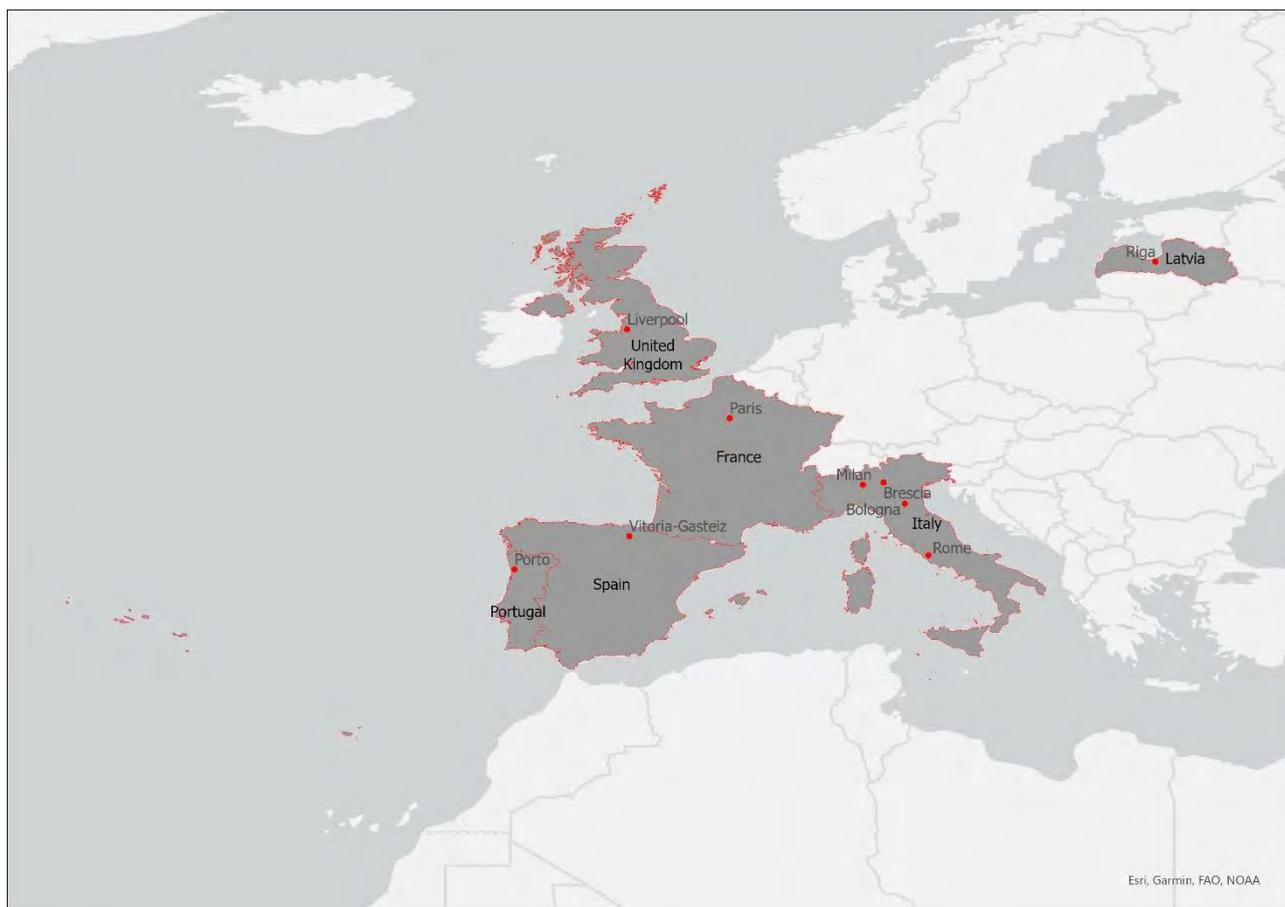 Riga
Latvia
Liverpool
United
Kingdom
Paris
France
Milan
Brescia
Bologna
Italy
Vitoria-Gasteiz
Rome
Porto
Spain
Portugal
Esri, Garmin, FAO, NOAA